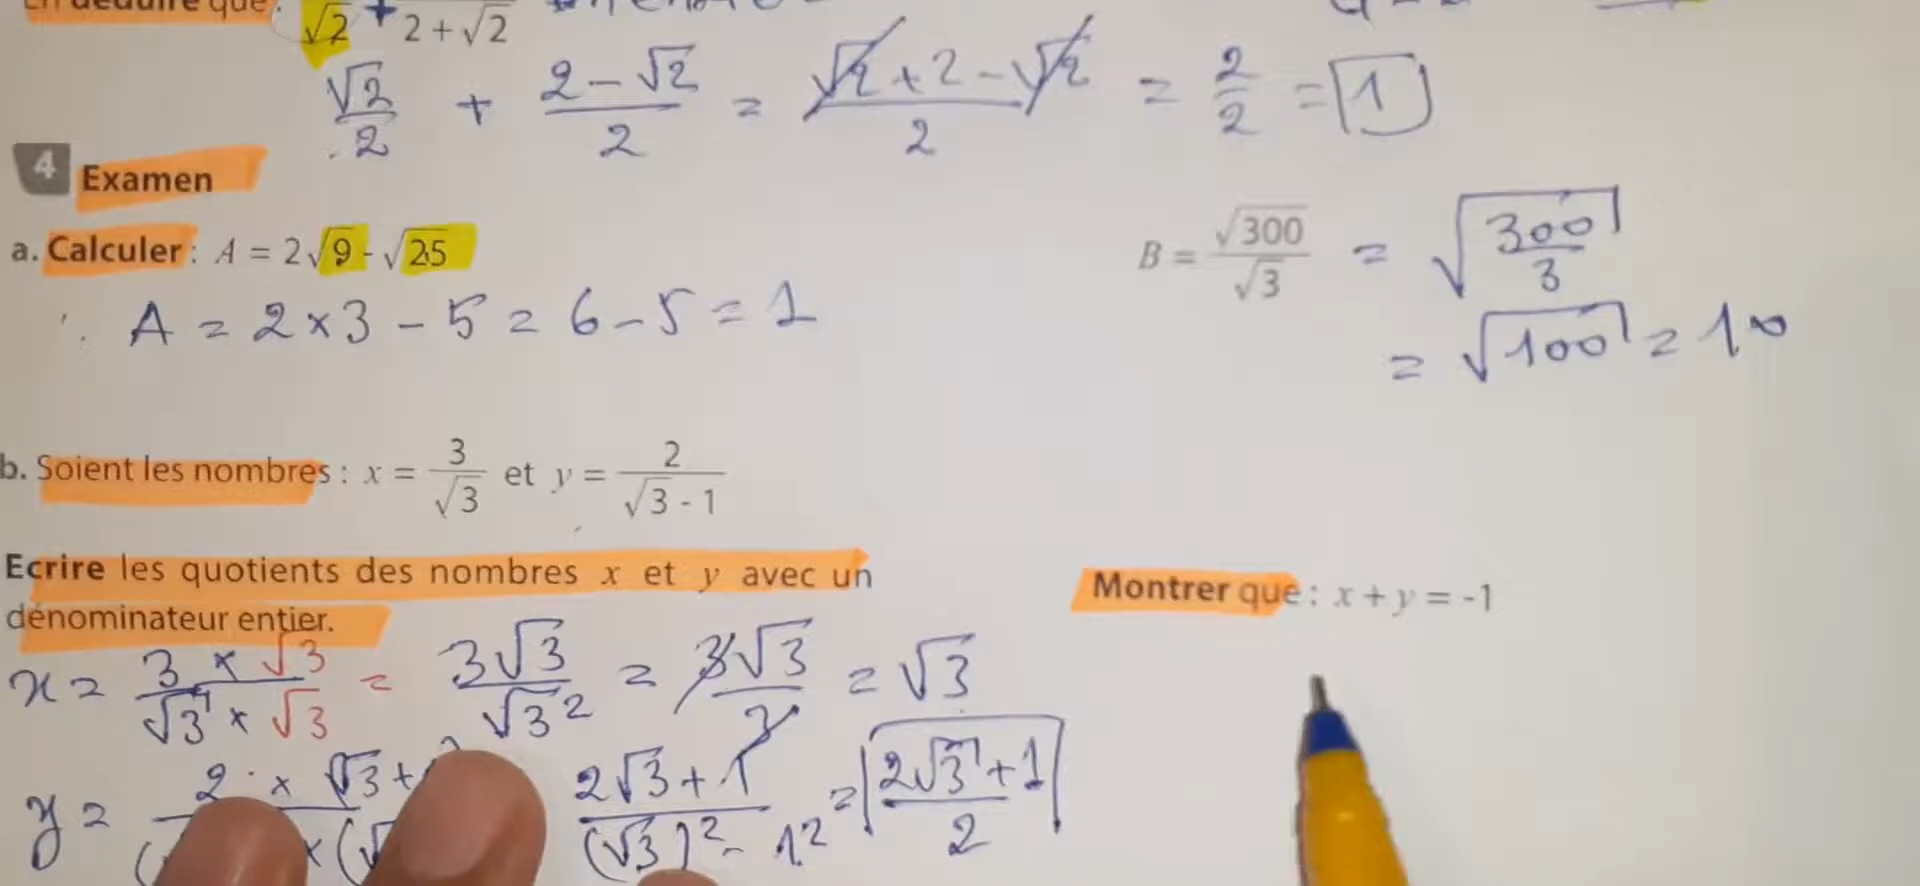 √2 + 2 + √2
√2/2 + (2 - √2)/2 = (√2 + 2 - √2)/2 = 2/2 = 1
4 Examen
a. Calculer : A = 2√9 - √25
B = √300/√3 = √(300/3)
A = 2 × 3 - 5 = 6 - 5 = 1
= √100 = 10
b. Soient les nombres : x = 3/√3 et y = 2/(√3 - 1)
Ecrire les quotients des nombres x et y avec un
dénominateur entier.
Montrer que : x + y = -1
x = (3 × √3)/(√3 × √3) = 3√3/√3² = 3√3/3 = √3
y = 2 × √3 + (2√3 + 1)/((√3)² - 1²) = (2√3 + 1)/2